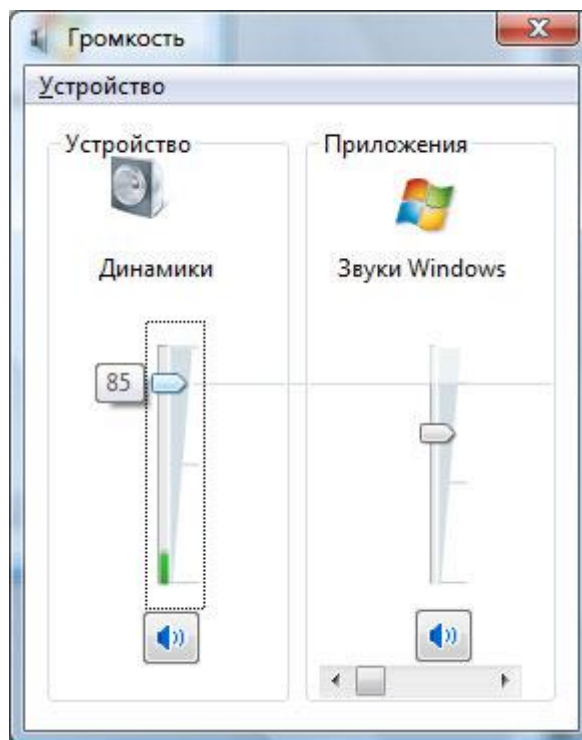 Громкость
Устройство
Устройство
Приложения
Динамики
Звуки Windows
85